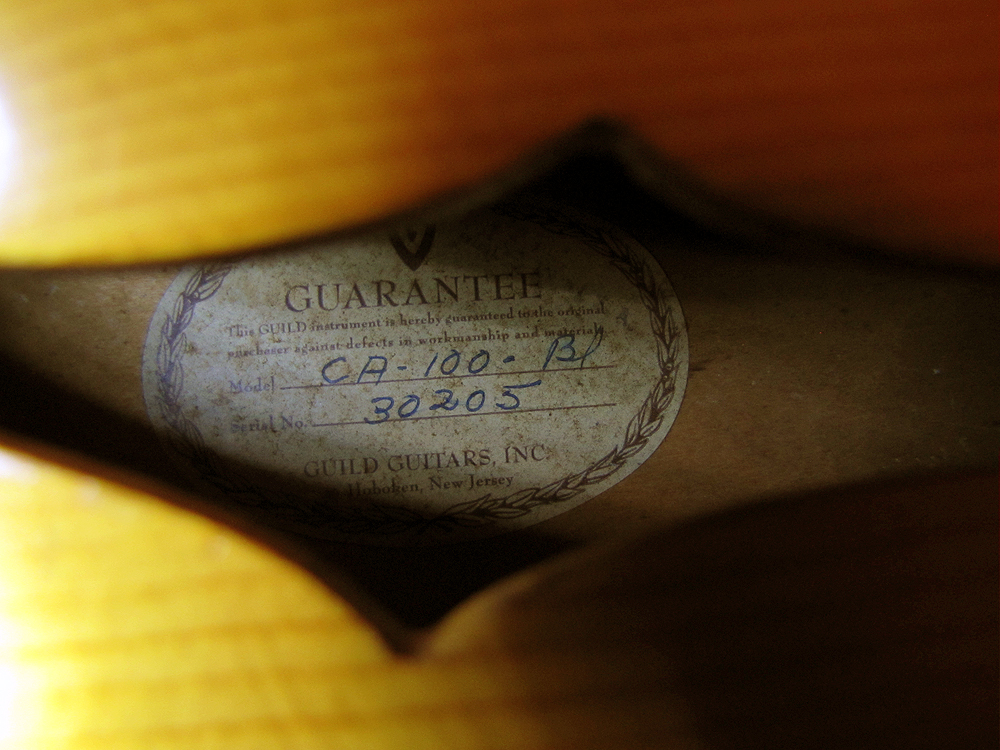 GUARANTEE
This GUILD instrument is hereby guaranteed to the original
purchaser against defects in workmanship and materials
Model CA-100-Bl
Serial No. 30205
GUILD GUITARS, INC.
Hoboken, New Jersey